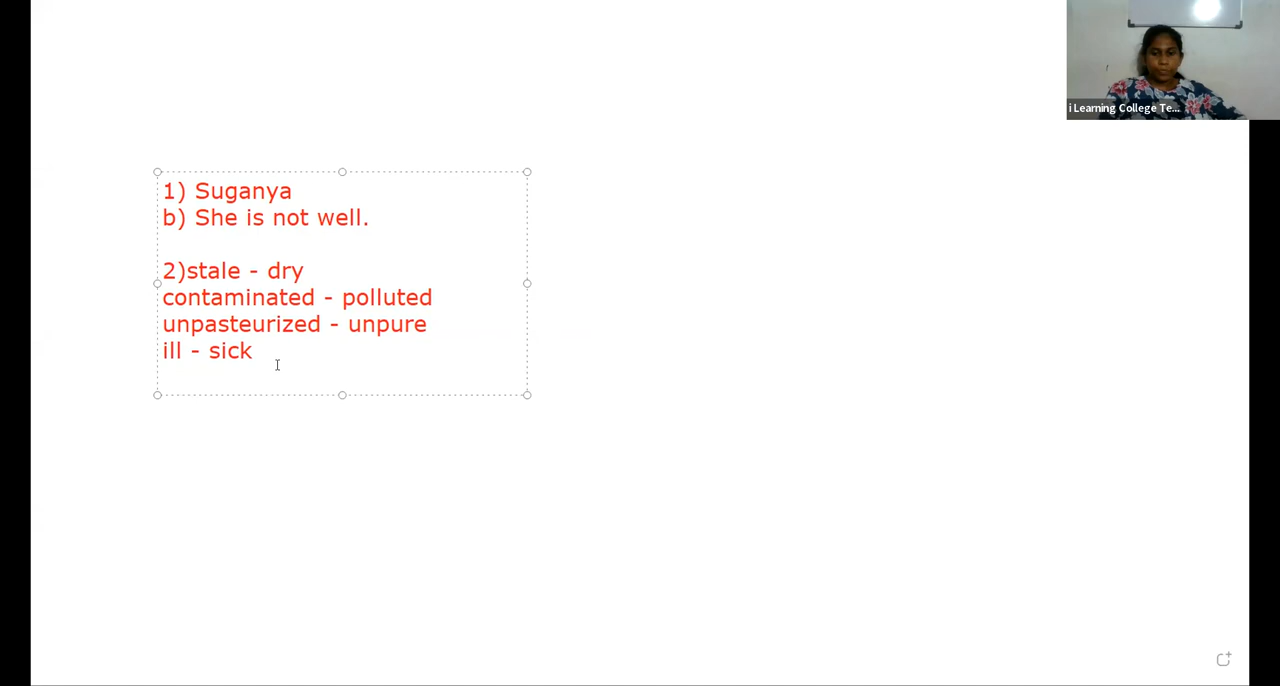 i Learning College Te...
1) Suganya
b) She is not well.
2)stale - dry
contaminated - polluted
unpasteurized - unpure
ill - sick